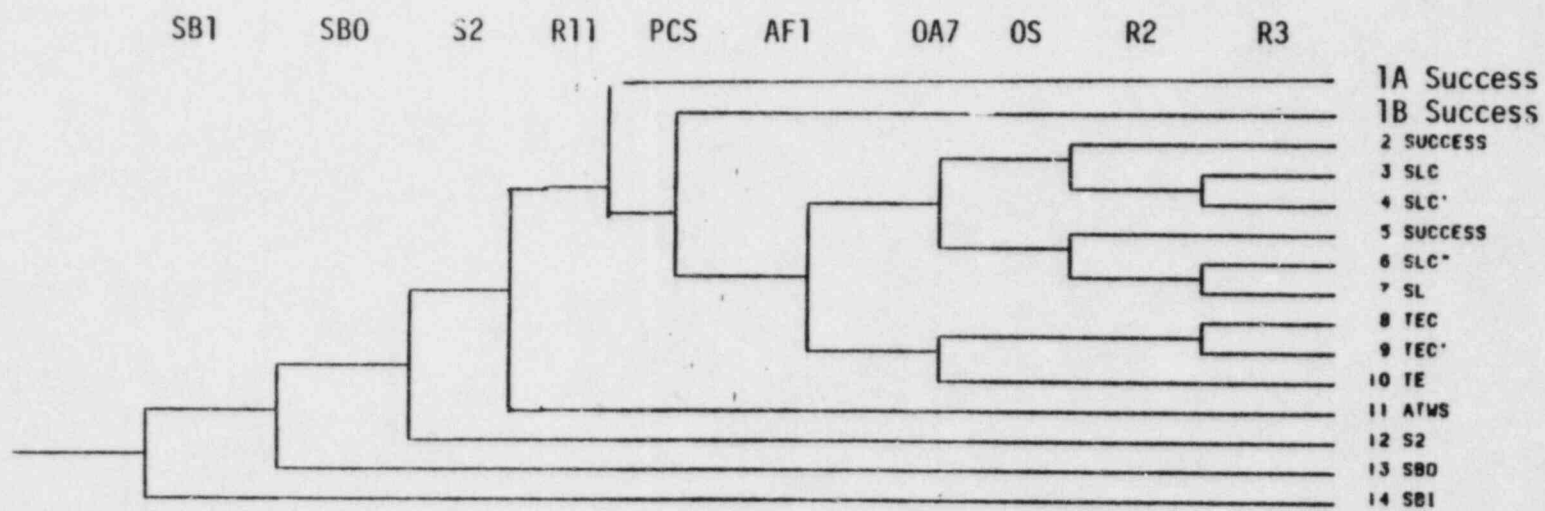 SB1 SBO S2 R11 PCS AF1 OA7 OS R2 R3
1A Success
1B Success
2 SUCCESS
3 SLC
4 SLC'
5 SUCCESS
6 SLC"
7 SL
8 TEC
9 TEC'
10 TE
11 ATWS
12 S2
13 SBO
14 SB1